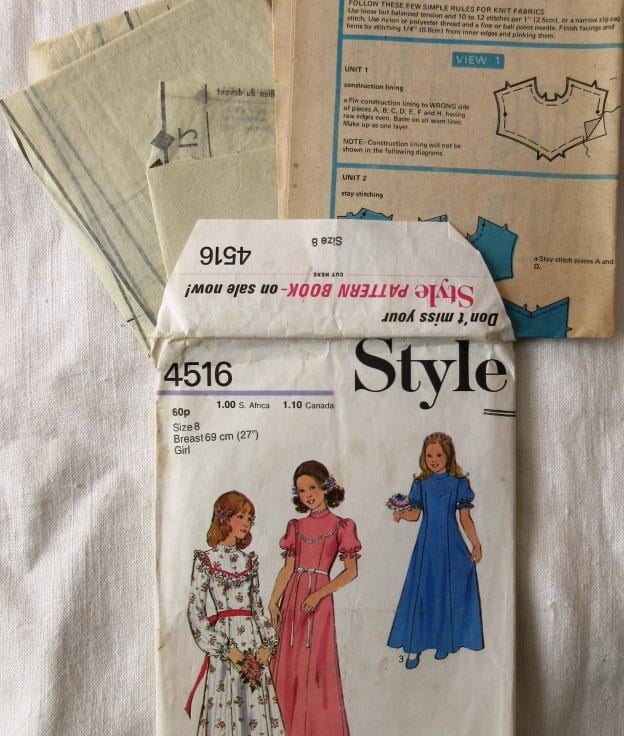 FOLLOW THESE FEW SIMPLE RULES FOR KNIT FABRICS
Use loose but balanced tension and 10 to 12 stitches per 1" (2.5cm), or a narrow zig-zag
stitch. Use nylon or polyester thread and a fine or ball point needle. Finish facings and
hems by stitching 1/4" (0.6cm) from inner edges and pinking them.
VIEW 1
UNIT 1
construction lining
a Pin construction lining to WRONG side
of pieces A, B, C, D, E, F and H, having
raw edges even. Baste on all seam lines.
Make up as one layer.
NOTE: Construction lining will not be
shown in the following diagrams.
UNIT 2
stay-stitching
a Stay-stitch pieces A and
D.
du devant
Don't miss your
Style PATTERN BOOK - on sale now!
CUT HERE
4516
Size 8
4516
Style
60p
1.00 S. Africa 1.10 Canada
Size 8
Breast 69 cm (27")
Girl
3